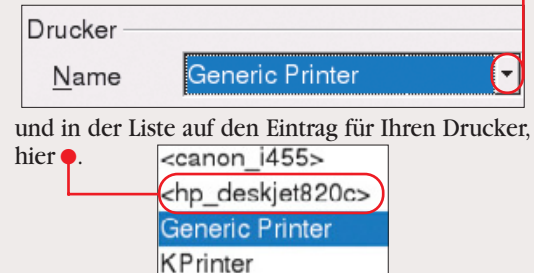 Drucker
Name Generic Printer
und in der Liste auf den Eintrag für Ihren Drucker,
hier .
<canon_i455>
<hp_deskjet820c>
Generic Printer
KPrinter